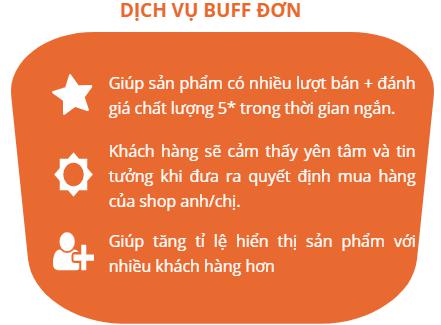 DỊCH VỤ BUFF ĐƠN
Giúp sản phẩm có nhiều lượt bán + đánh
giá chất lượng 5* trong thời gian ngắn.
Khách hàng sẽ cảm thấy yên tâm và tin
tưởng khi đưa ra quyết định mua hàng
của shop anh/chị.
Giúp tăng tỉ lệ hiển thị sản phẩm với
nhiều khách hàng hơn